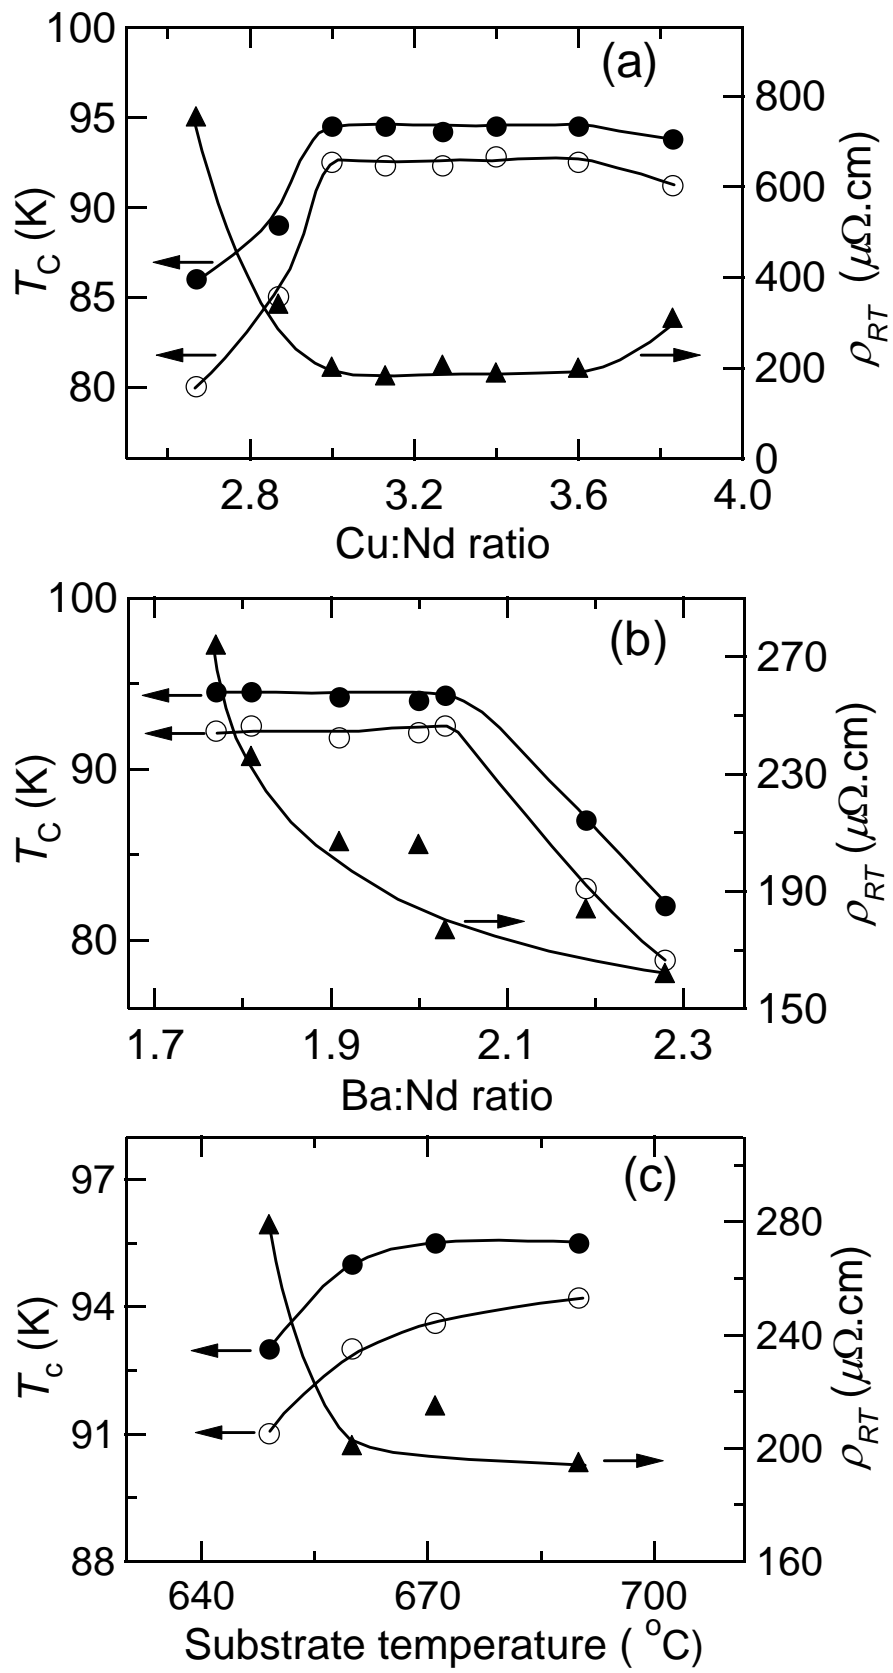 100
(a)
95
90
85
80
T_C (K)
800
600
400
200
0
ρ_RT (μΩ.cm)
2.8 3.2 3.6 4.0
Cu:Nd ratio
100
(b)
90
80
T_C (K)
270
230
190
150
ρ_RT (μΩ.cm)
1.7 1.9 2.1 2.3
Ba:Nd ratio
(c)
97
94
91
88
T_c (K)
280
240
200
160
ρ_RT (μΩ.cm)
640 670 700
Substrate temperature ( °C)